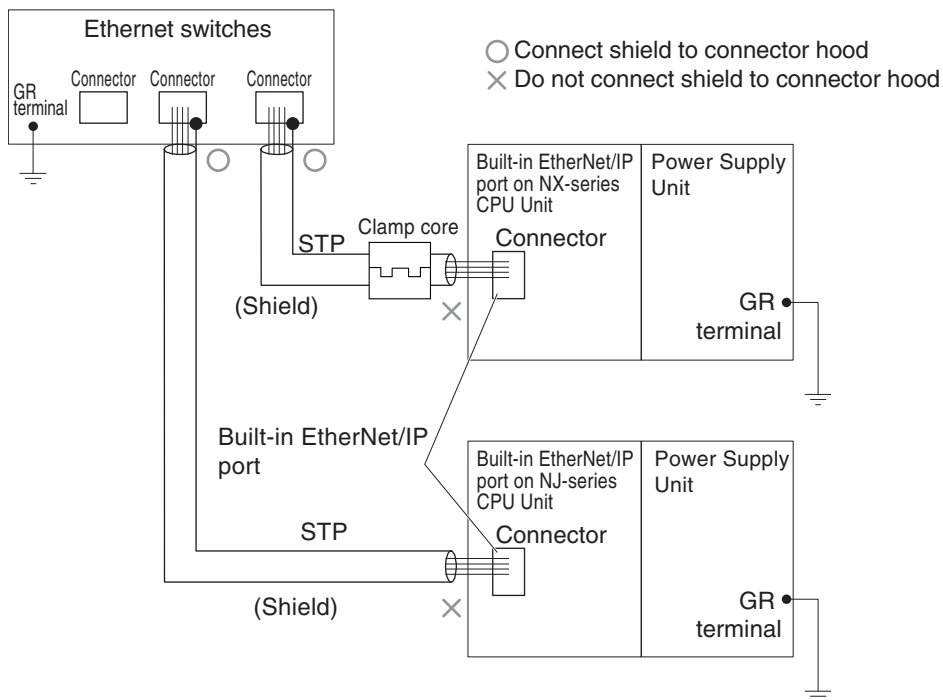 Ethernet switches
Connector
Connector
Connector
GR
terminal
Connect shield to connector hood
Do not connect shield to connector hood
Built-in EtherNet/IP
port on NX-series
CPU Unit
Power Supply
Unit
Clamp core
STP
Connector
(Shield)
GR
terminal
Built-in EtherNet/IP
port
Built-in EtherNet/IP
port on NJ-series
CPU Unit
Power Supply
Unit
STP
Connector
(Shield)
GR
terminal